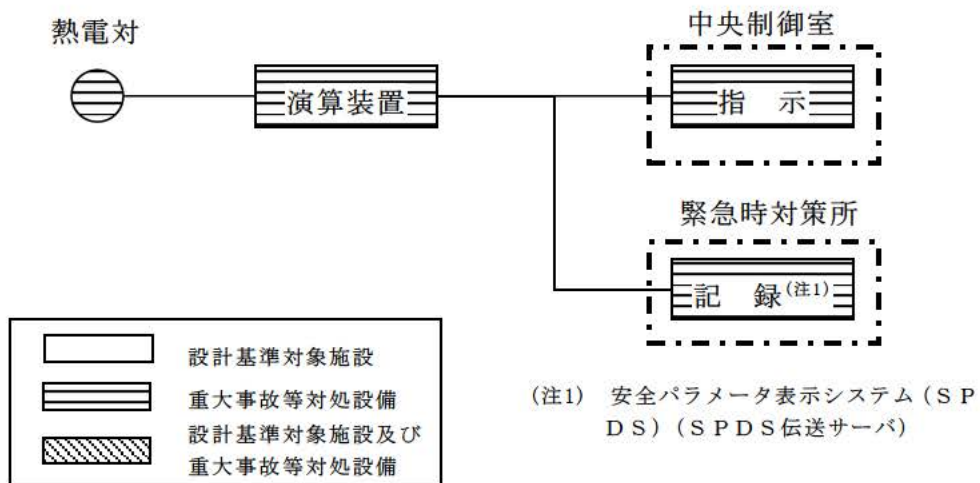 熱電対
演算装置
中央制御室
指　示
緊急時対策所
記　録(注1)
設計基準対象施設
重大事故等対処設備
設計基準対象施設及び
重大事故等対処設備
(注1)　安全パラメータ表示システム（ＳＰ
ＤＳ）（ＳＰＤＳ伝送サーバ）